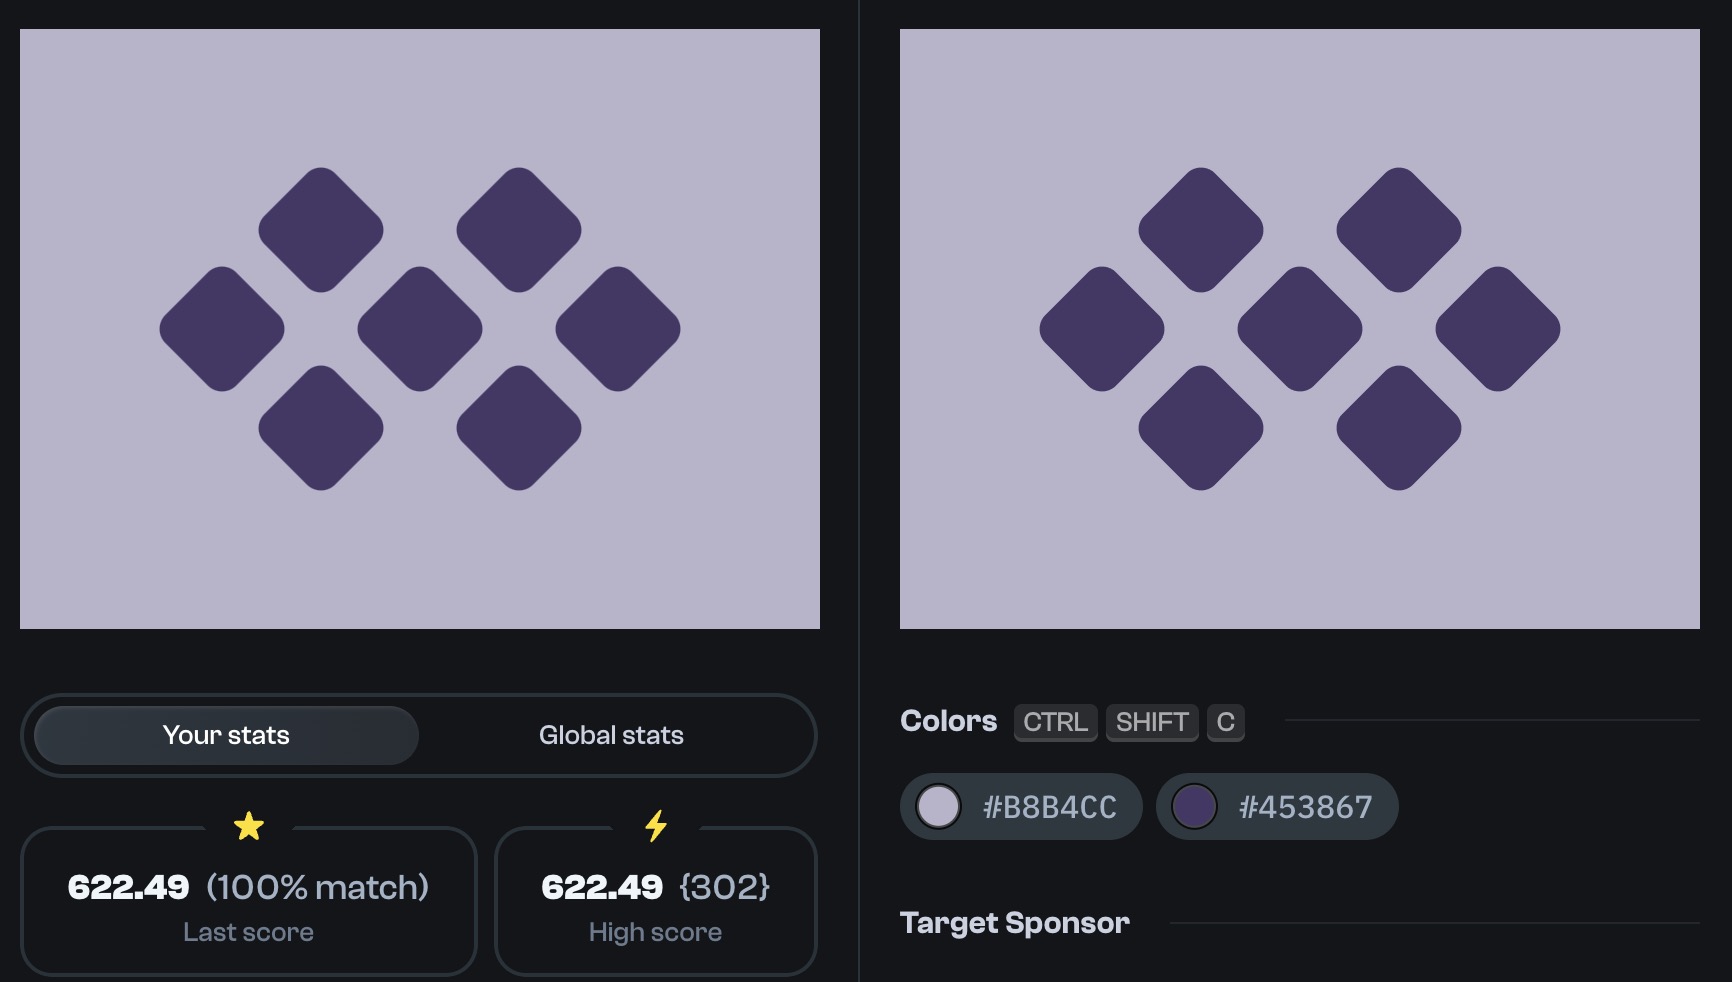 Your stats
Global stats
622.49 (100% match)
Last score
622.49 {302}
High score
Colors CTRL SHIFT C
#B8B4CC
#453867
Target Sponsor